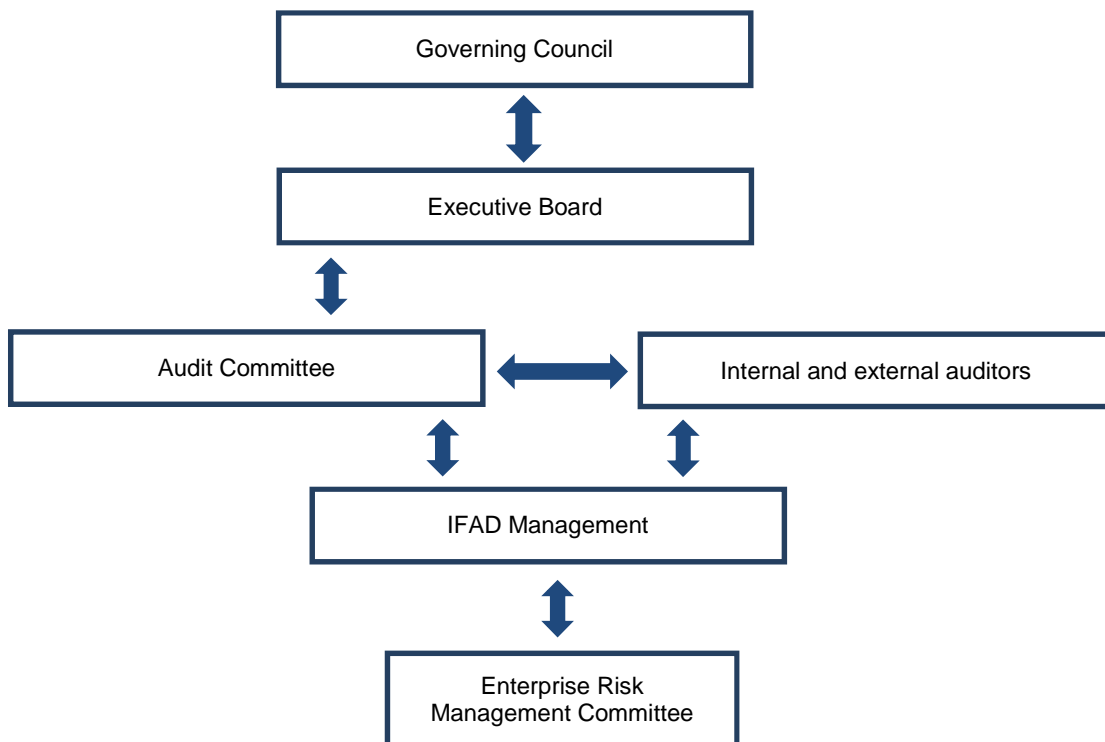 Governing Council
Executive Board
Audit Committee
Internal and external auditors
IFAD Management
Enterprise Risk
Management Committee